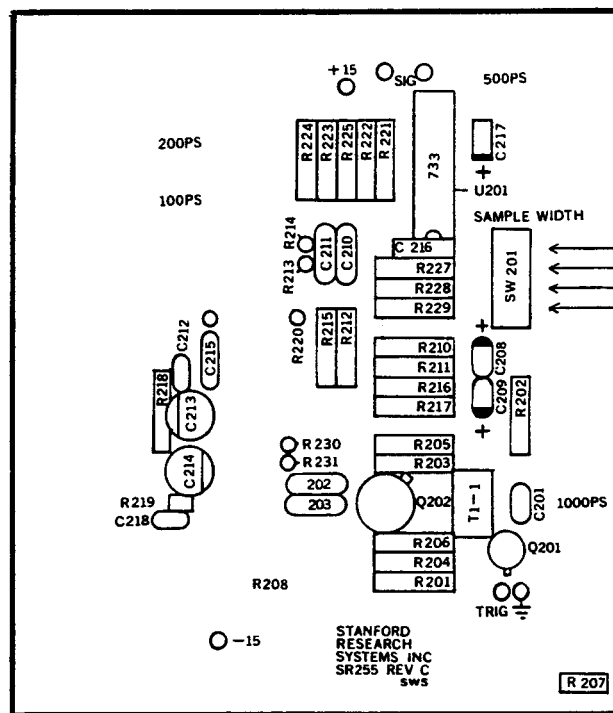 +15
SIG
500PS
200PS
R224
R223
R225
R222
R221
733
C217
+
U201
100PS
SAMPLE WIDTH
R214
R213
C211
C210
C 216
R227
R228
R229
SW 201
C212
C215
R220
R215
R212
+
R210
R211
R216
R217
C208
C209
+
R202
R218
C213
C214
R219
C218
R230
R231
202
203
R205
R203
Q202
T1-1
C201
1000PS
R206
R204
R201
Q201
R208
TRIG
-15
STANFORD
RESEARCH
SYSTEMS INC
SR255 REV C
sws
R 207